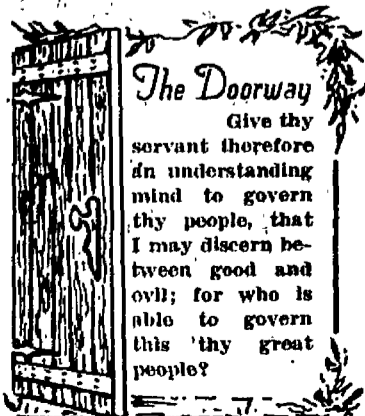 The Doorway
Give thy
servant therefore
an understanding
mind to govern
thy people, that
I may discern be-
tween good and
evil; for who is
able to govern
this thy great
people?